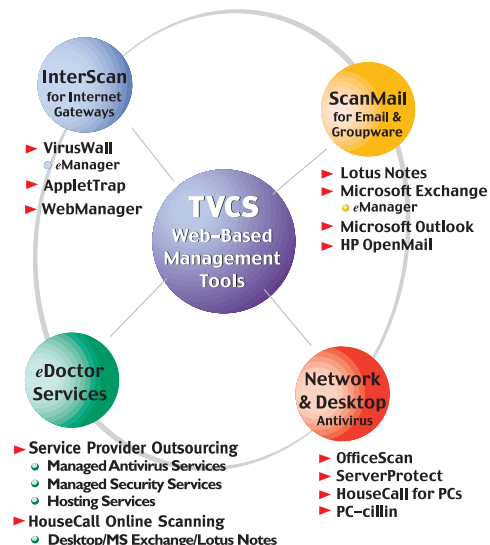 InterScan
for Internet
Gateways
► VirusWall
eManager
► AppletTrap
► WebManager
ScanMail
for Email &
Groupware
► Lotus Notes
► Microsoft Exchange
eManager
► Microsoft Outlook
► HP OpenMail
TVCS
Web-Based
Management
Tools
eDoctor
Services
► Service Provider Outsourcing
Managed Antivirus Services
Managed Security Services
Hosting Services
► HouseCall Online Scanning
Desktop/MS Exchange/Lotus Notes
Network
& Desktop
Antivirus
► OfficeScan
► ServerProtect
► HouseCall for PCs
► PC-cillin